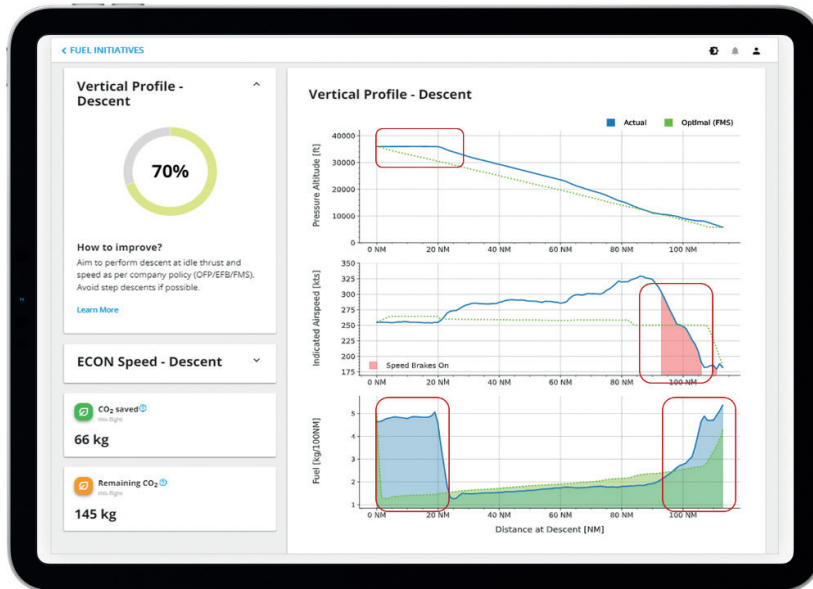 < FUEL INITIATIVES
Vertical Profile -
Descent
70%
How to improve?
Aim to perform descent at idle thrust and
speed as per company policy (OFP/EFB/FMS).
Avoid step descents if possible.
Learn More
ECON Speed - Descent
CO₂ saved
this flight
66 kg
Remaining CO₂
this flight
145 kg
Vertical Profile - Descent
Actual Optimal (FMS)
Pressure Altitude [ft]
40000
30000
20000
10000
0
0 NM 20 NM 40 NM 60 NM 80 NM 100 NM
Indicated Airspeed [kts]
350
325
300
275
250
225
200
175
Speed Brakes On
0 NM 20 NM 40 NM 60 NM 80 NM 100 NM
Fuel [kg/100NM]
5
4
3
2
1
0 NM 20 NM 40 NM 60 NM 80 NM 100 NM
Distance at Descent [NM]